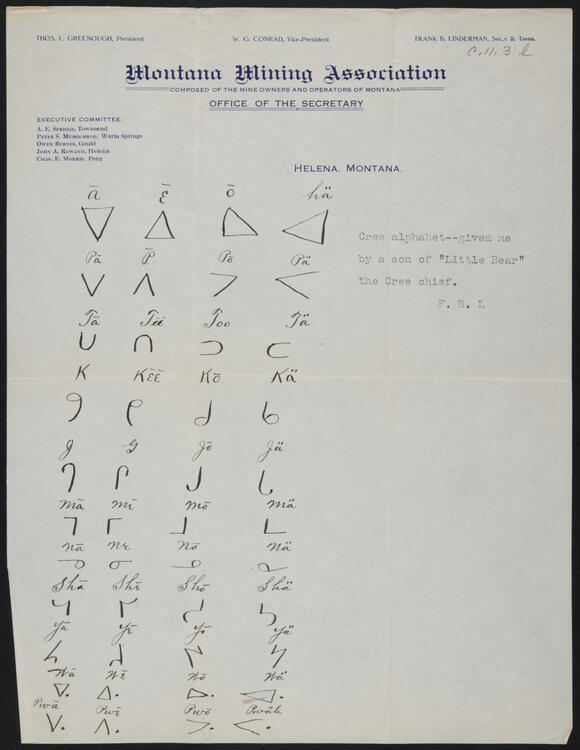 THOS. L. GREENOUGH, President W. G. CONRAD, Vice-President FRANK B. LINDERMAN, Sec.y & Treas.
C.11.3 l
Montana Mining Association
COMPOSED OF THE MINE OWNERS AND OPERATORS OF MONTANA
OFFICE OF THE SECRETARY
EXECUTIVE COMMITTEE:
A. E. SPRIGGS, Townsend
PETER S. MUSSIGBROD, Warm Springs
OWEN BYRNES, Gould
JOHN A. ROWAND, Helena
CHAS. E. MORRIS, Pony
HELENA, MONTANA.
ā ē ō hä
ᐁ ᐃ ᐅ ᐊ
Cree alphabet--given me
by a son of "LIttle Bear"
the Cree chief.
F. B. L
Pā P̄ Pō Pä
ᐯ ᐱ ᐳ ᐸ
Tā Tēē Too Tä
ᑌ ᑎ ᑐ ᑕ
K Kēē Kō Kä
ᑫ ᑭ ᑯ ᑲ
J G Jō Jä
ᒉ ᒋ ᒍ ᒐ
mā mē mō mä
ᒣ ᒥ ᒧ ᒪ
nā nē nō nä
ᓀ ᓂ ᓄ ᓇ
Shā Shē Shō Shä
ᓭ ᓯ ᓱ ᓴ
Yā Yē Yō Yä
ᔦ ᔨ ᔪ ᔭ
Wā Wē Wō Wä
ᐁ· ᐃ· ᐅ· ᐊ·
Pwā Pwē Pwō Pwäh
ᐯ· ᐱ· ᐳ· ᐸ·